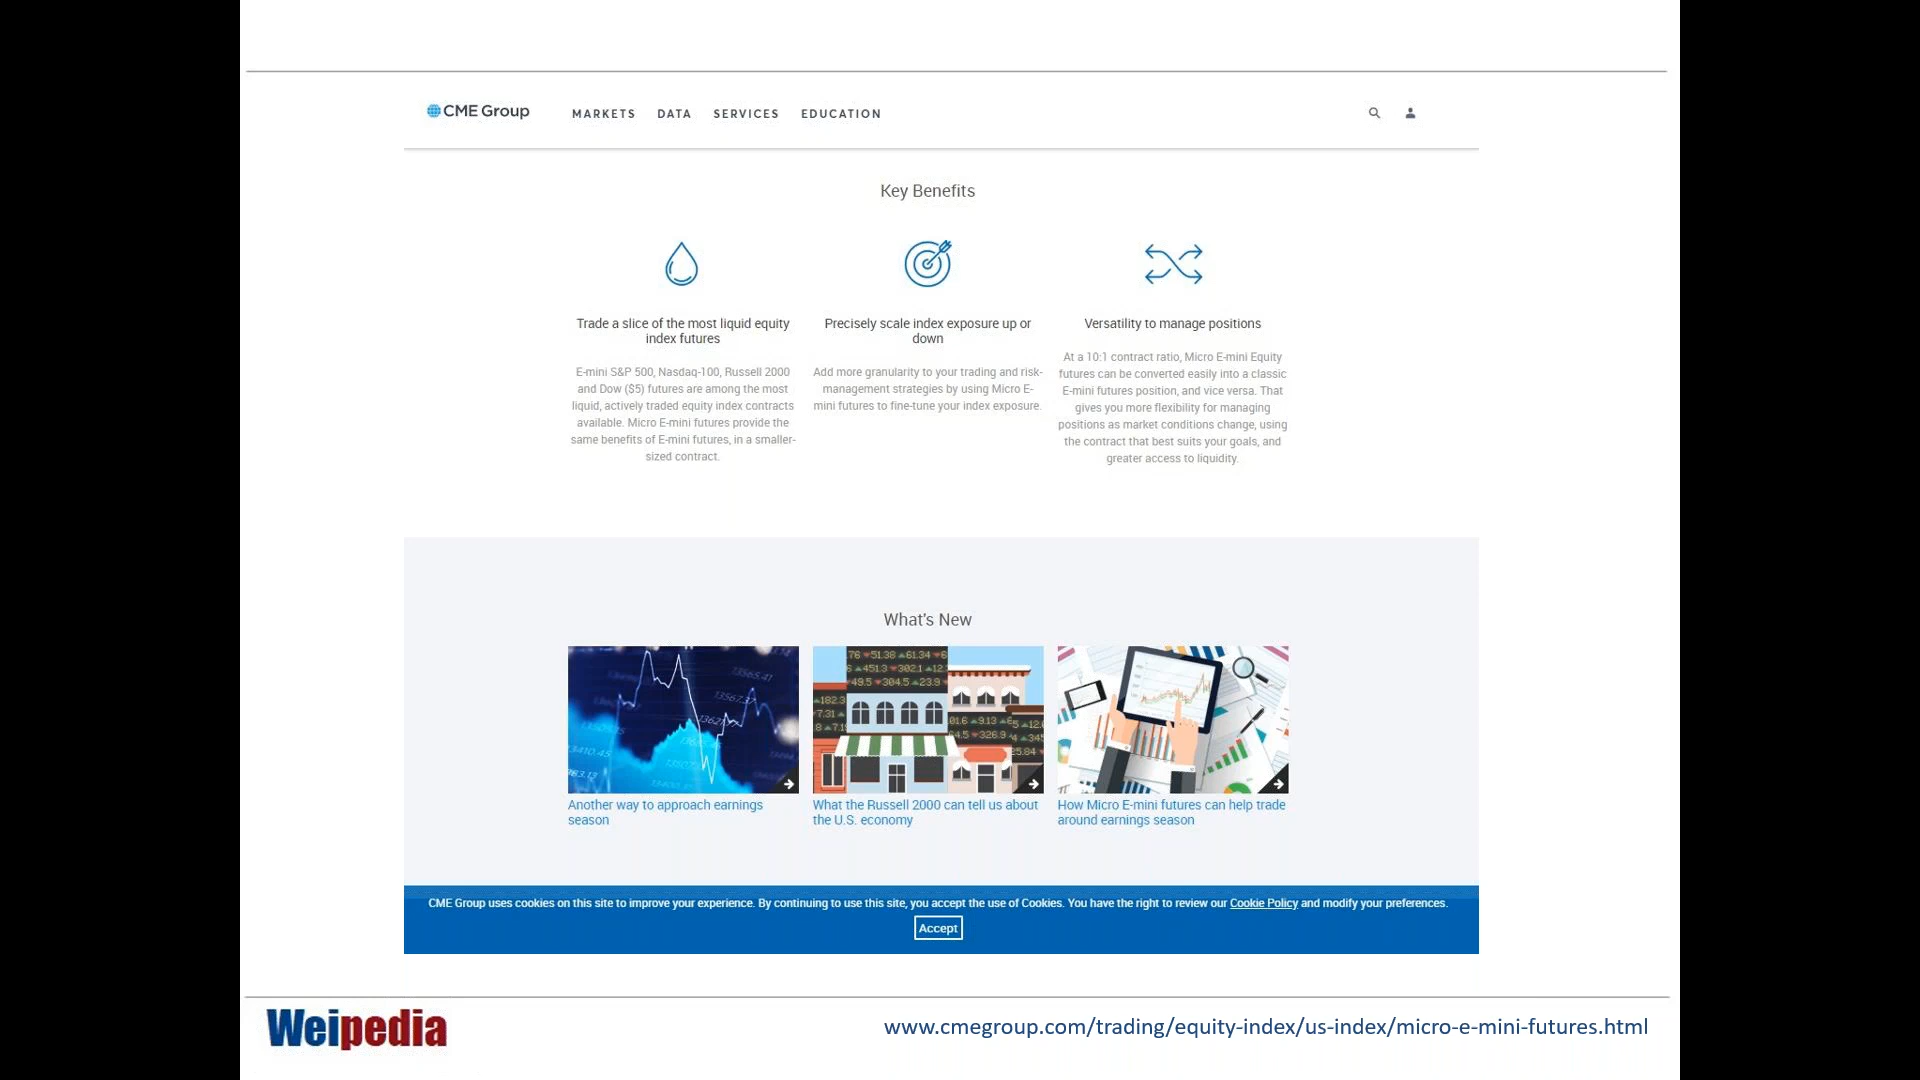 CME Group
MARKETS DATA SERVICES EDUCATION
Key Benefits
Trade a slice of the most liquid equity
index futures
E-mini S&P 500, Nasdaq-100, Russell 2000
and Dow ($5) futures are among the most
liquid, actively traded equity index contracts
available. Micro E-mini futures provide the
same benefits of E-mini futures, in a smaller-
sized contract.
Precisely scale index exposure up or
down
Add more granularity to your trading and risk-
management strategies by using Micro E-
mini futures to fine-tune your index exposure.
Versatility to manage positions
At a 10:1 contract ratio, Micro E-mini Equity
futures can be converted easily into a classic
E-mini futures position, and vice versa. That
gives you more flexibility for managing
positions as market conditions change, using
the contract that best suits your goals, and
greater access to liquidity.
What's New
Another way to approach earnings
season
What the Russell 2000 can tell us about
the U.S. economy
How Micro E-mini futures can help trade
around earnings season
CME Group uses cookies on this site to improve your experience. By continuing to use this site, you accept the use of Cookies. You have the right to review our Cookie Policy and modify your preferences.
Accept
Weipedia
www.cmegroup.com/trading/equity-index/us-index/micro-e-mini-futures.html